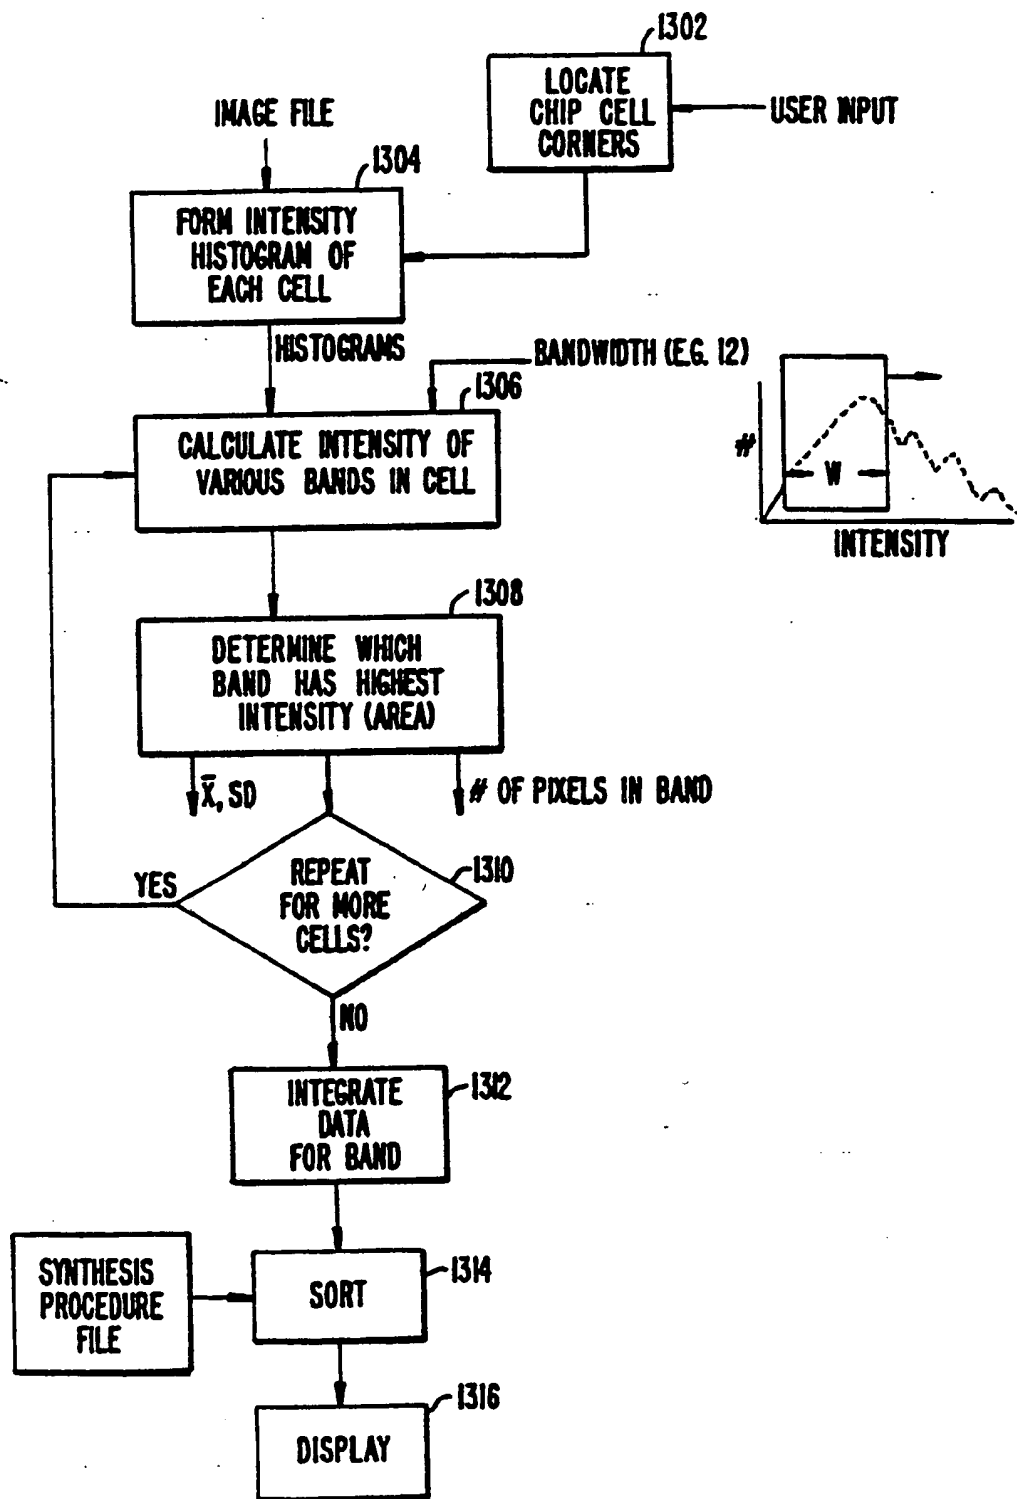 1302
LOCATE
CHIP CELL
CORNERS
USER INPUT
IMAGE FILE
1304
FORM INTENSITY
HISTOGRAM OF
EACH CELL
HISTOGRAMS
BANDWIDTH (E.G. 12)
1306
CALCULATE INTENSITY OF
VARIOUS BANDS IN CELL
#
W
INTENSITY
1308
DETERMINE WHICH
BAND HAS HIGHEST
INTENSITY (AREA)
X̄, SD
# OF PIXELS IN BAND
YES
1310
REPEAT
FOR MORE
CELLS?
NO
1312
INTEGRATE
DATA
FOR BAND
SYNTHESIS
PROCEDURE
FILE
1314
SORT
1316
DISPLAY